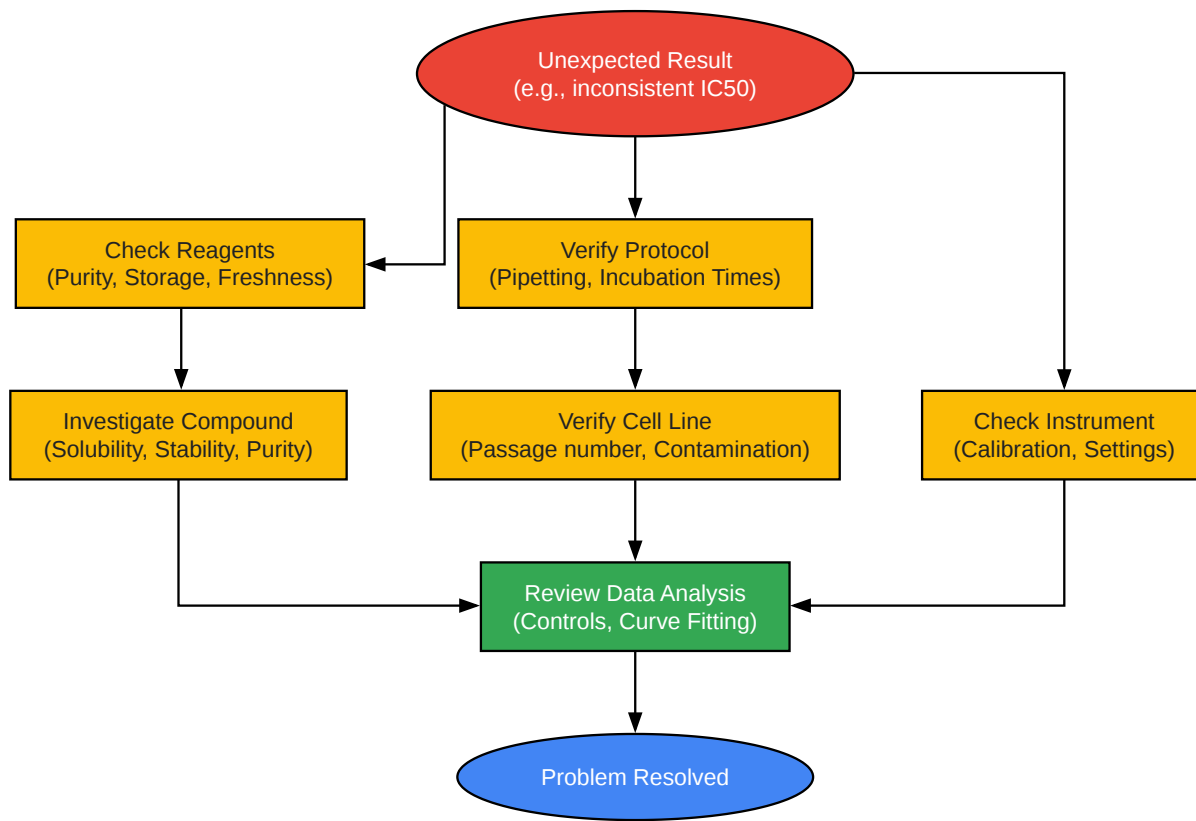 Unexpected Result
(e.g., inconsistent IC50)
Check Reagents
(Purity, Storage, Freshness)
Verify Protocol
(Pipetting, Incubation Times)
Investigate Compound
(Solubility, Stability, Purity)
Verify Cell Line
(Passage number, Contamination)
Check Instrument
(Calibration, Settings)
Review Data Analysis
(Controls, Curve Fitting)
Problem Resolved